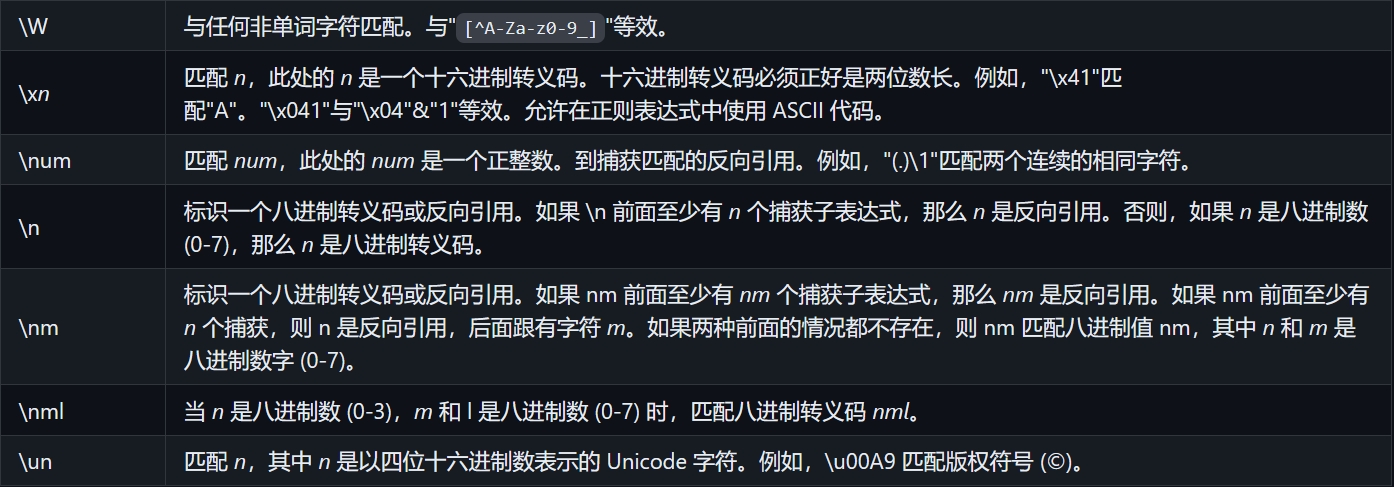 \W
与任何非单词字符匹配。与"[^A-Za-z0-9_]"等效。
\xn
匹配 n，此处的 n 是一个十六进制转义码。十六进制转义码必须正好是两位数长。例如，"\x41"匹
配"A"。"\x041"与"\x04"&"1"等效。允许在正则表达式中使用 ASCII 代码。
\num
匹配 num，此处的 num 是一个正整数。到捕获匹配的反向引用。例如，"(.)\1"匹配两个连续的相同字符。
\n
标识一个八进制转义码或反向引用。如果 \n 前面至少有 n 个捕获子表达式，那么 n 是反向引用。否则，如果 n 是八进制数
(0-7)，那么 n 是八进制转义码。
\nm
标识一个八进制转义码或反向引用。如果 nm 前面至少有 nm 个捕获子表达式，那么 nm 是反向引用。如果 nm 前面至少有
n 个捕获，则 n 是反向引用，后面跟有字符 m。如果两种前面的情况都不存在，则 nm 匹配八进制值 nm，其中 n 和 m 是
八进制数字 (0-7)。
\nml
当 n 是八进制数 (0-3)，m 和 l 是八进制数 (0-7) 时，匹配八进制转义码 nml。
\un
匹配 n，其中 n 是以四位十六进制数表示的 Unicode 字符。例如，\u00A9 匹配版权符号 (©)。